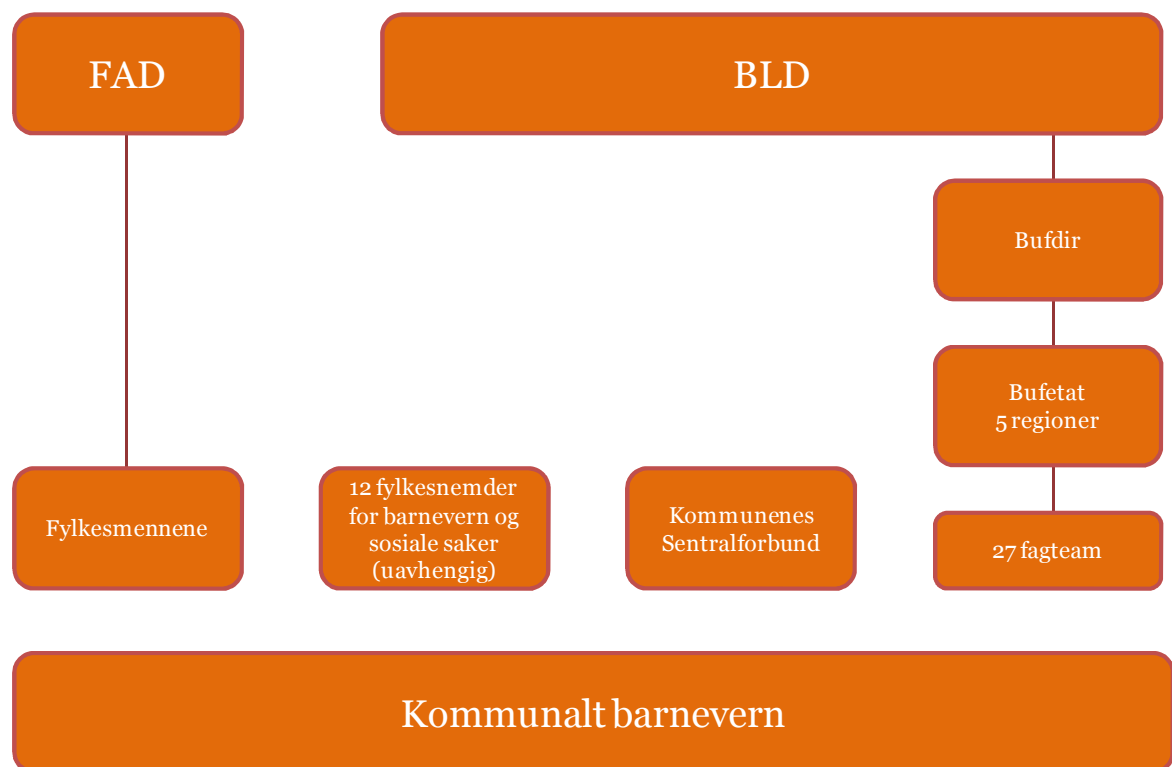 FAD
BLD
Bufdir
Bufetat
5 regioner
Fylkesmennene
12 fylkesnemder
for barnevern og
sosiale saker
(uavhengig)
Kommunenes
Sentralforbund
27 fagteam
Kommunalt barnevern